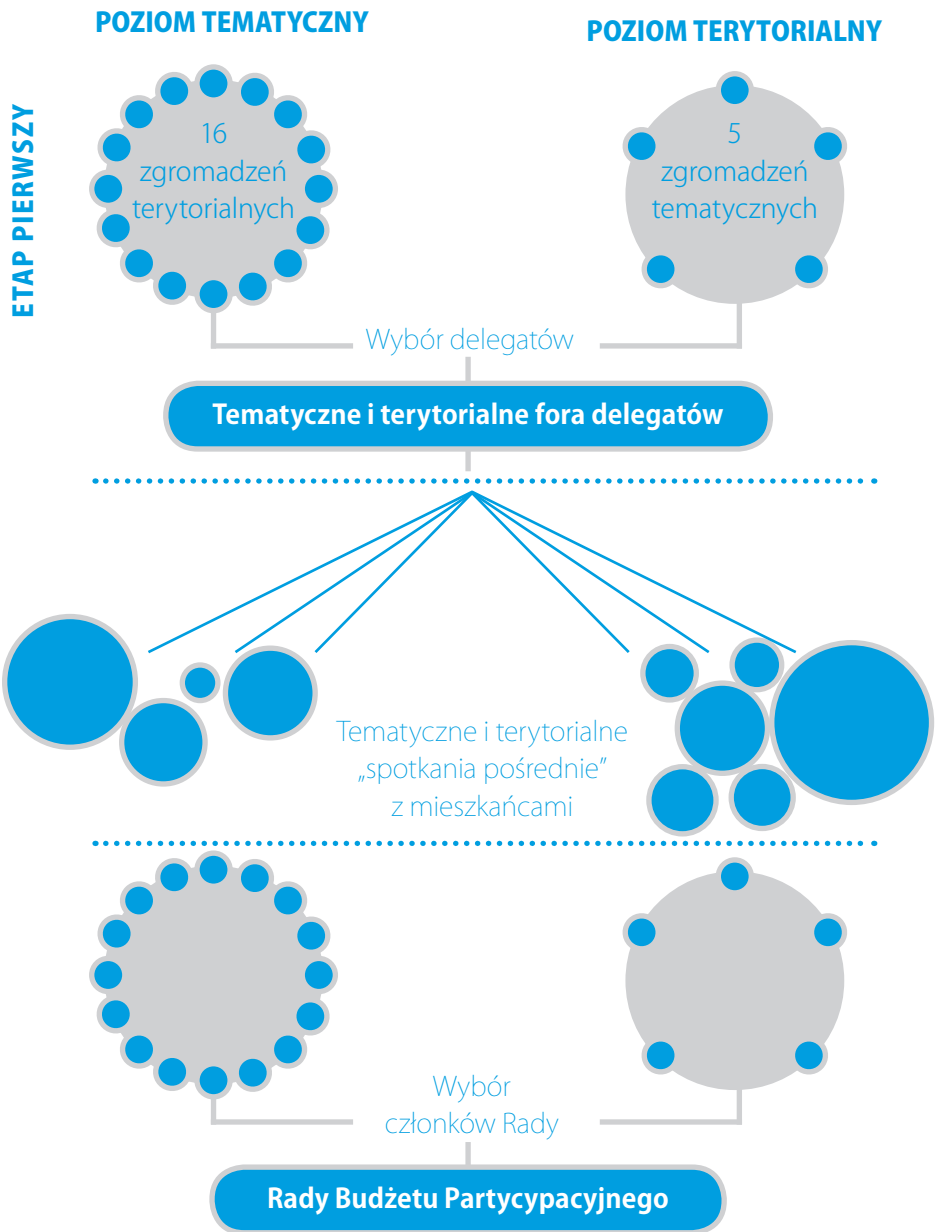 POZIOM TEMATYCZNY
POZIOM TERYTORIALNY
ETAP PIERWSZY
16
zgromadzeń
terytorialnych
5
zgromadzeń
tematycznych
Wybór delegatów
Tematyczne i terytorialne fora delegatów
Tematyczne i terytorialne
„spotkania pośrednie”
z mieszkańcami
Wybór
członków Rady
Rady Budżetu Partycypacyjnego